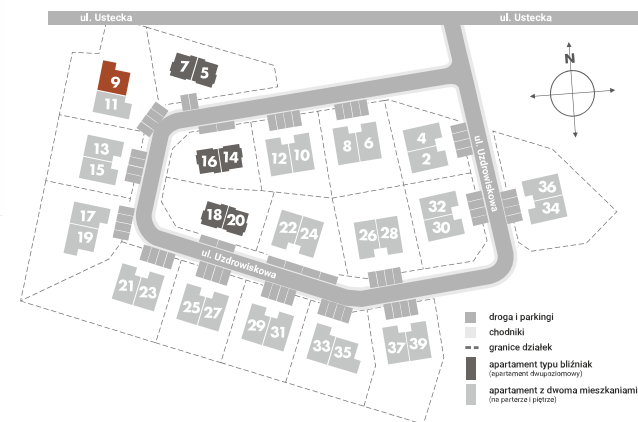 ul. Ustecka ul. Ustecka
N
7 5
9
11
4
2
8 6
13
15
16 14
12 10
ul. Uzdrowiskowa
36
34
17
19
18 20
22 24
26 28
32
30
ul. Uzdrowiskowa
21 23
25 27
29 31
33 35
37 39
droga i parkingi
chodniki
granice działek
apartament typu bliźniak
(apartament dwupoziomowy)
apartament z dwoma mieszkaniami
(na parterze i piętrze)